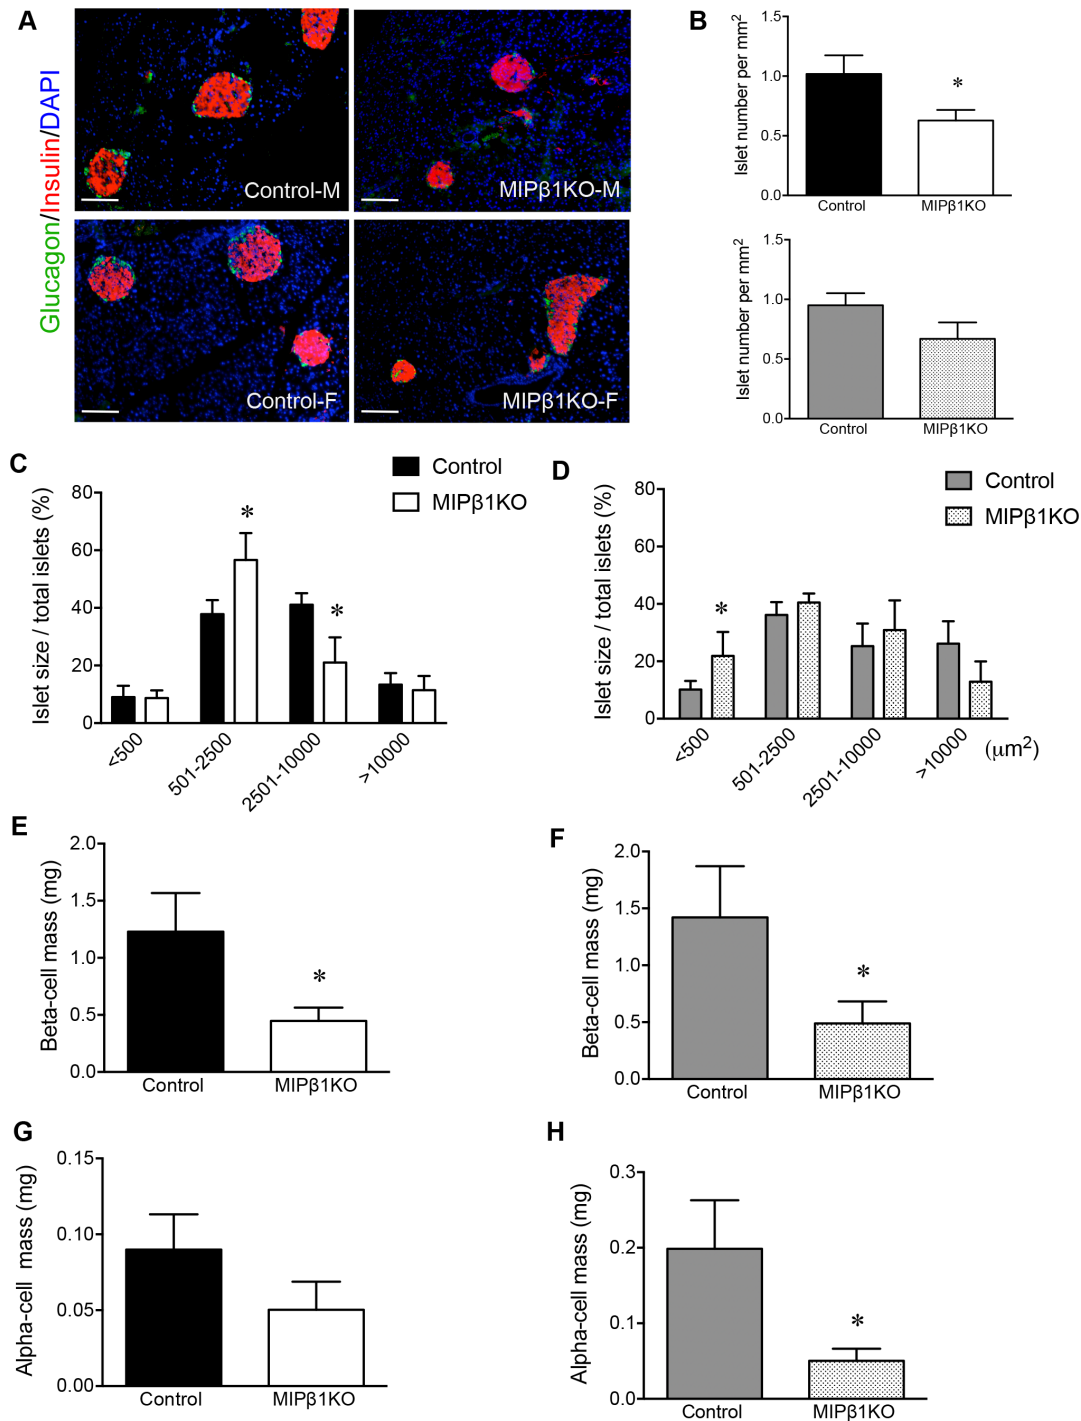 A
Glucagon/Insulin/DAPI
Control-M
MIPβ1KO-M
Control-F
MIPβ1KO-F
B
Islet number per mm2
1.5
1.0
0.5
0.0
*
Control
MIPβ1KO
Islet number per mm2
1.5
1.0
0.5
0.0
Control
MIPβ1KO
C
Control
MIPβ1KO
Islet size / total islets (%)
80
60
40
20
0
*
*
<500
501-2500
2501-10000
>10000
D
Control
MIPβ1KO
Islet size / total islets (%)
80
60
40
20
0
*
<500
501-2500
2501-10000
>10000
(μm2)
E
Beta-cell mass (mg)
2.0
1.5
1.0
0.5
0.0
*
Control
MIPβ1KO
F
Beta-cell mass (mg)
2.0
1.5
1.0
0.5
0.0
*
Control
MIPβ1KO
G
Alpha-cell mass (mg)
0.15
0.10
0.05
0.00
Control
MIPβ1KO
H
Alpha-cell mass (mg)
0.3
0.2
0.1
0.0
*
Control
MIPβ1KO